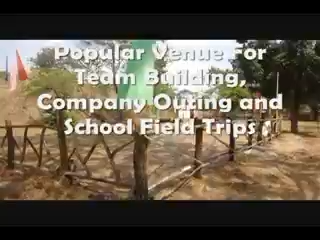 Popular Venue For
Team Building,
Company Outing and
School Field Trips